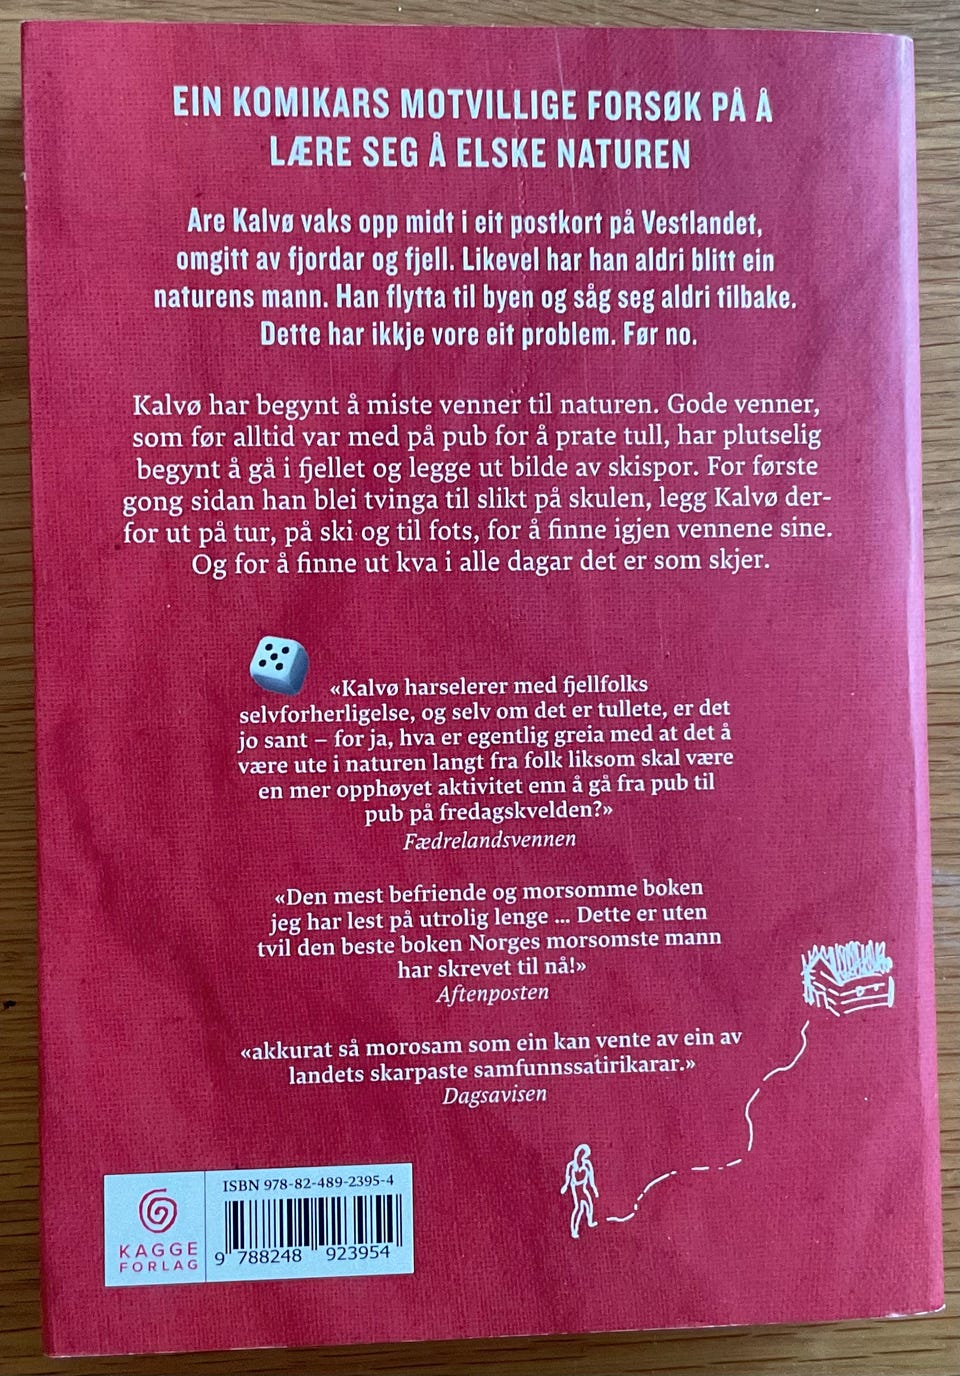 EIN KOMIKARS MOTVILLIGE FORSØK PÅ Å
LÆRE SEG Å ELSKE NATUREN
Are Kalvø vaks opp midt i eit postkort på Vestlandet,
omgitt av fjordar og fjell. Likevel har han aldri blitt ein
naturens mann. Han flytta til byen og såg seg aldri tilbake.
Dette har ikkje vore eit problem. Før no.
Kalvø har begynt å miste venner til naturen. Gode venner,
som før alltid var med på pub for å prate tull, har plutselig
begynt å gå i fjellet og legge ut bilde av skispor. For første
gong sidan han blei tvinga til slikt på skulen, legg Kalvø der-
for ut på tur, på ski og til fots, for å finne igjen vennene sine.
Og for å finne ut kva i alle dagar det er som skjer.
«Kalvø harselerer med fjellfolks
selvforherligelse, og selv om det er tullete, er det
jo sant – for ja, hva er egentlig greia med at det å
være ute i naturen langt fra folk liksom skal være
en mer opphøyet aktivitet enn å gå fra pub til
pub på fredagskvelden?»
Fædrelandsvennen
«Den mest befriende og morsomme boken
jeg har lest på utrolig lenge ... Dette er uten
tvil den beste boken Norges morsomste mann
har skrevet til nå!»
Aftenposten
«akkurat så morosam som ein kan vente av ein av
landets skarpaste samfunnssatirikarar.»
Dagsavisen
ISBN 978-82-489-2395-4
KAGGE
FORLAG
9 788248 923954